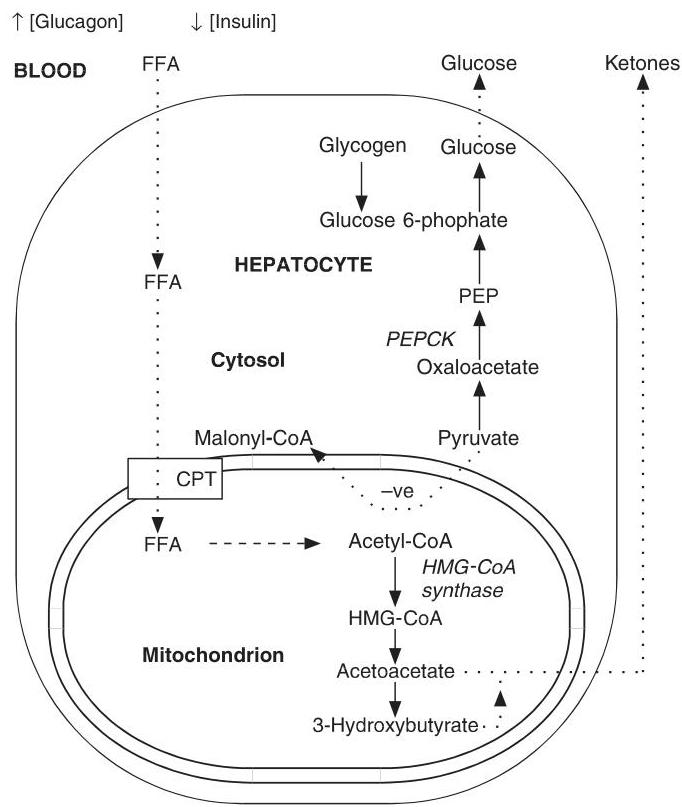 ↑ [Glucagon] ↓ [Insulin]
BLOOD FFA Glucose Ketones
Glycogen Glucose
Glucose 6-phophate
HEPATOCYTE
FFA
PEP
PEPCK
Cytosol
Oxaloacetate
Malonyl-CoA Pyruvate
CPT
–ve
FFA Acetyl-CoA
HMG-CoA
synthase
HMG-CoA
Mitochondrion
Acetoacetate
3-Hydroxybutyrate